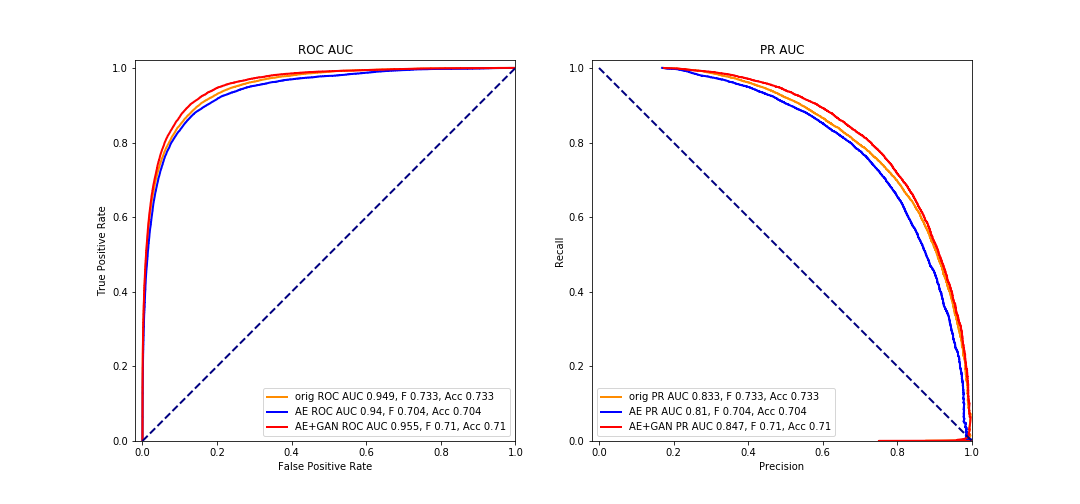 ROC AUC
1.0
0.8
0.6
0.4
0.2
0.0
True Positive Rate
orig ROC AUC 0.949, F 0.733, Acc 0.733
AE ROC AUC 0.94, F 0.704, Acc 0.704
AE+GAN ROC AUC 0.955, F 0.71, Acc 0.71
0.0 0.2 0.4 0.6 0.8 1.0
False Positive Rate
PR AUC
1.0
0.8
0.6
0.4
0.2
0.0
Recall
orig PR AUC 0.833, F 0.733, Acc 0.733
AE PR AUC 0.81, F 0.704, Acc 0.704
AE+GAN PR AUC 0.847, F 0.71, Acc 0.71
0.0 0.2 0.4 0.6 0.8 1.0
Precision